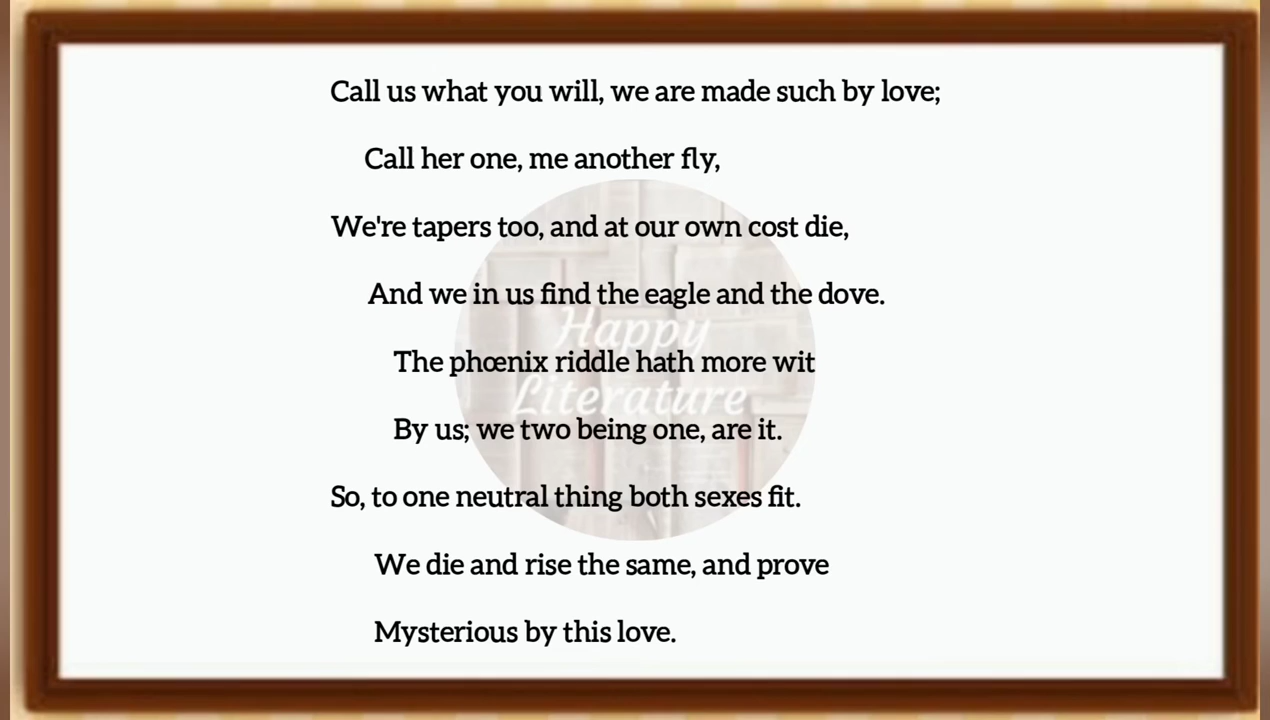 Call us what you will, we are made such by love;
Call her one, me another fly,
We're tapers too, and at our own cost die,
And we in us find the eagle and the dove.
Happy
The phœnix riddle hath more wit
Literature
By us; we two being one, are it.
So, to one neutral thing both sexes fit.
We die and rise the same, and prove
Mysterious by this love.